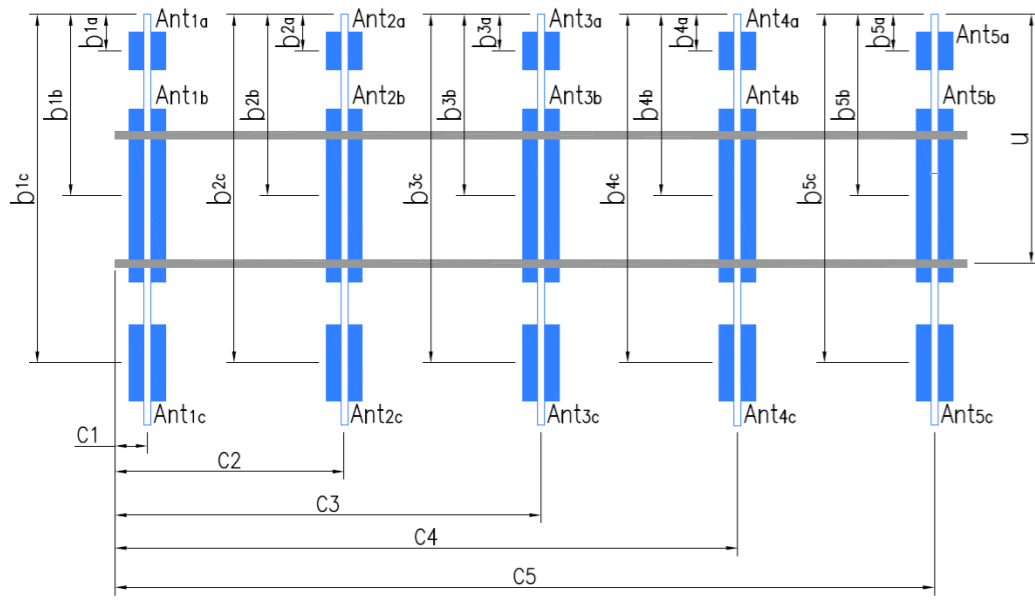 Ant1a Ant2a Ant3a Ant4a Ant5a
b1a b2a b3a b4a b5a
Ant1b Ant2b Ant3b Ant4b Ant5b
b1b b2b b3b b4b b5b
u
b1c b2c b3c b4c b5c
Ant1c Ant2c Ant3c Ant4c Ant5c
C1
C2
C3
C4
C5